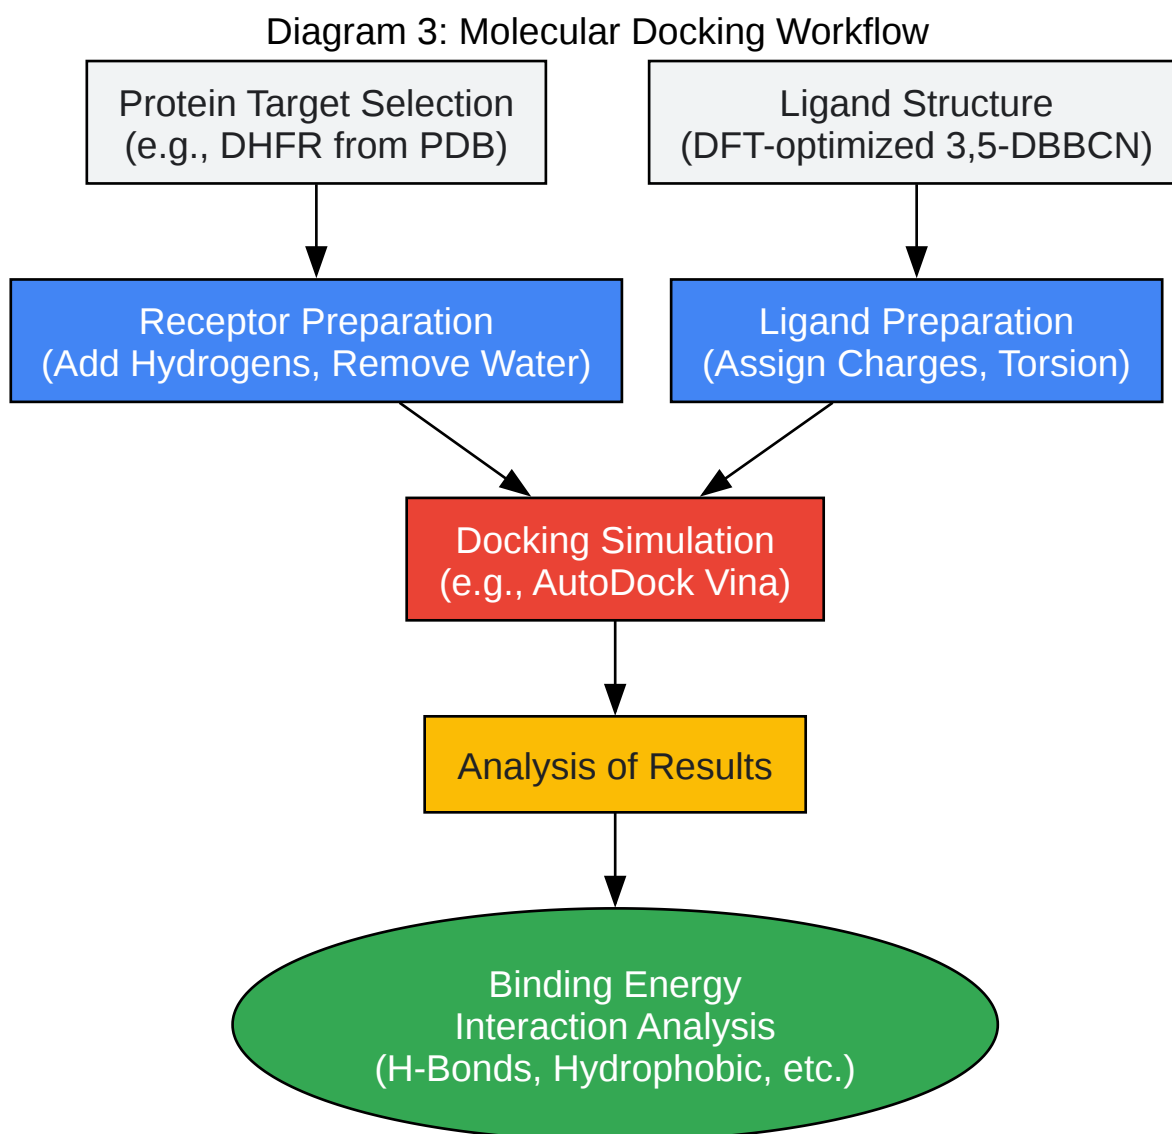 Diagram 3: Molecular Docking Workflow
Protein Target Selection
(e.g., DHFR from PDB)
Ligand Structure
(DFT-optimized 3,5-DBBCN)
Receptor Preparation
(Add Hydrogens, Remove Water)
Ligand Preparation
(Assign Charges, Torsion)
Docking Simulation
(e.g., AutoDock Vina)
Analysis of Results
Binding Energy
Interaction Analysis
(H-Bonds, Hydrophobic, etc.)